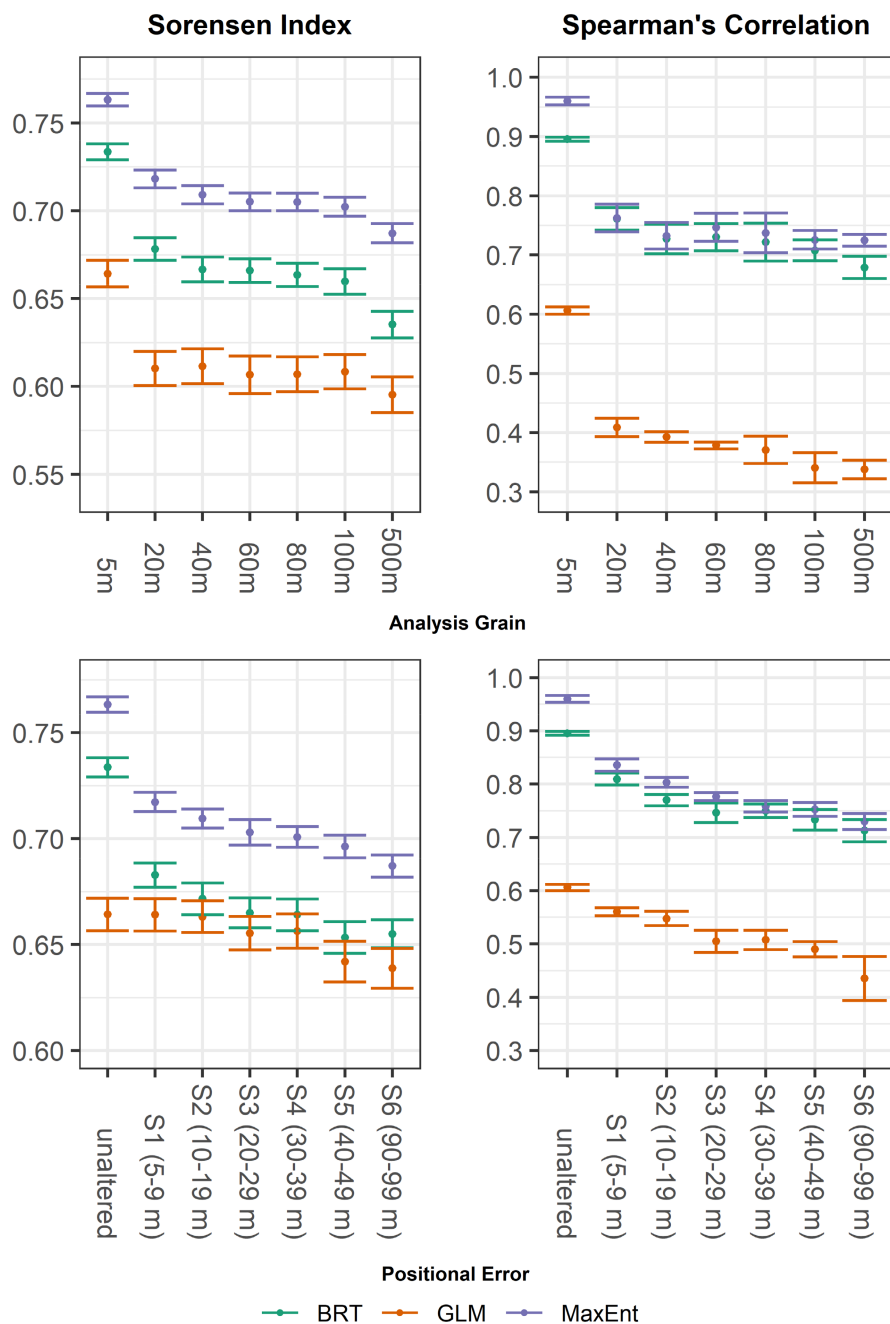 Sorensen Index
Spearman's Correlation
0.75
0.70
0.65
0.60
0.55
1.0
0.9
0.8
0.7
0.6
0.5
0.4
0.3
5m
20m
40m
60m
80m
100m
500m
5m
20m
40m
60m
80m
100m
500m
Analysis Grain
0.75
0.70
0.65
0.60
1.0
0.9
0.8
0.7
0.6
0.5
0.4
0.3
unaltered
S1 (5-9 m)
S2 (10-19 m)
S3 (20-29 m)
S4 (30-39 m)
S5 (40-49 m)
S6 (90-99 m)
unaltered
S1 (5-9 m)
S2 (10-19 m)
S3 (20-29 m)
S4 (30-39 m)
S5 (40-49 m)
S6 (90-99 m)
Positional Error
BRT GLM MaxEnt